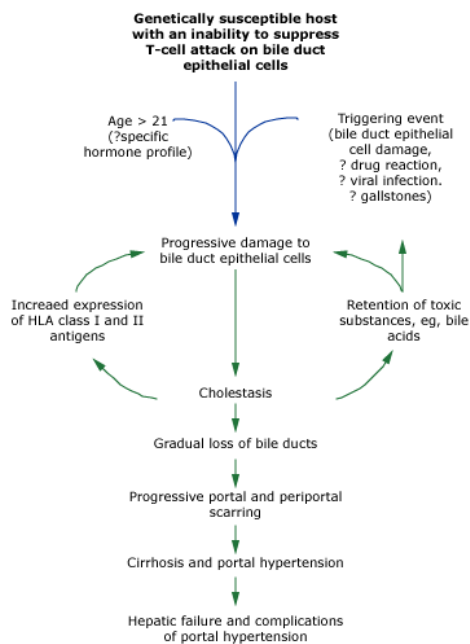 Genetically susceptible host
with an inability to suppress
T-cell attack on bile duct
epithelial cells
Age > 21
(?specific
hormone profile)
Triggering event
(bile duct epithelial
cell damage,
? drug reaction,
? viral infection.
? gallstones)
Progressive damage to
bile duct epithelial cells
Increaed expression
of HLA class I and II
antigens
Retention of toxic
substances, eg, bile
acids
Cholestasis
Gradual loss of bile ducts
Progressive portal and periportal
scarring
Cirrhosis and portal hypertension
Hepatic failure and complications
of portal hypertension